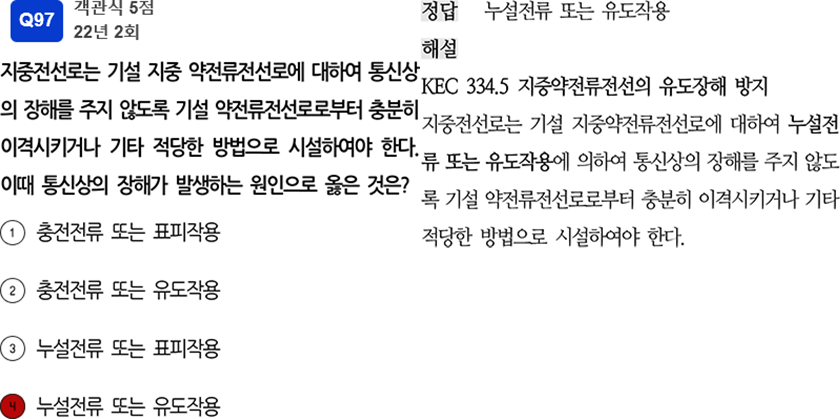 Q97
객관식 5점
22년 2회
지중전선로는 기설 지중 약전류전선로에 대하여 통신상
의 장해를 주지 않도록 기설 약전류전선로로부터 충분히
이격시키거나 기타 적당한 방법으로 시설하여야 한다.
이때 통신상의 장해가 발생하는 원인으로 옳은 것은?
① 충전전류 또는 표피작용
② 충전전류 또는 유도작용
③ 누설전류 또는 표피작용
④ 누설전류 또는 유도작용
정답 누설전류 또는 유도작용
해설
KEC 334.5 지중약전류전선의 유도장해 방지
지중전선로는 기설 지중약전류전선로에 대하여 누설전
류 또는 유도작용에 의하여 통신상의 장해를 주지 않도
록 기설 약전류전선로로부터 충분히 이격시키거나 기타
적당한 방법으로 시설하여야 한다.